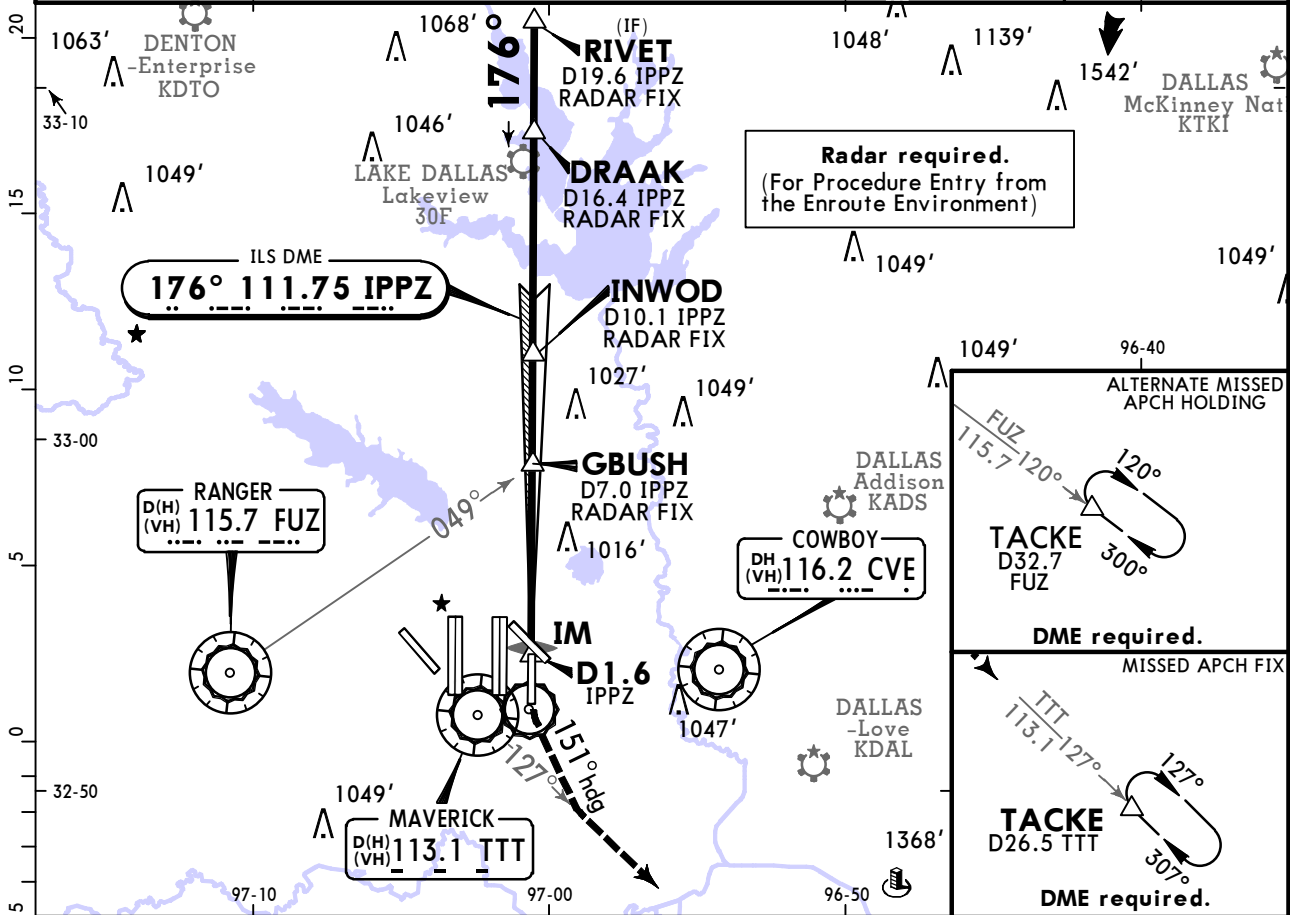 20
1063'
DENTON
-Enterprise
KDTO
1068'
176°
(IF)
RIVET
D19.6 IPPZ
RADAR FIX
1048'
1139'
1542'
DALLAS
McKinney Nat
KTKI
33-10
1046'
LAKE DALLAS
Lakeview
30F
DRAAK
D16.4 IPPZ
RADAR FIX
Radar required.
(For Procedure Entry from
the Enroute Environment)
15
1049'
1049'
1049'
ILS DME
176° 111.75 IPPZ
INWOD
D10.1 IPPZ
RADAR FIX
1049'
96-40
10
1027'
1049'
33-00
GBUSH
D7.0 IPPZ
RADAR FIX
DALLAS
Addison
KADS
ALTERNATE MISSED
APCH HOLDING
FUZ
115.7
120°
120°
300°
TACKE
D32.7
FUZ
DME required.
RANGER
D(H)
(VH)
115.7 FUZ
049°
5
1016'
COWBOY
DH
(VH)
116.2 CVE
IM
D1.6
IPPZ
MISSED APCH FIX
TTT
113.1
127°
127°
307°
TACKE
D26.5 TTT
DME required.
0
1047'
DALLAS
-Love
KDAL
151° hdg
127°
32-50
1049'
MAVERICK
D(H)
(VH)
113.1 TTT
1368'
5
97-10
97-00
96-50